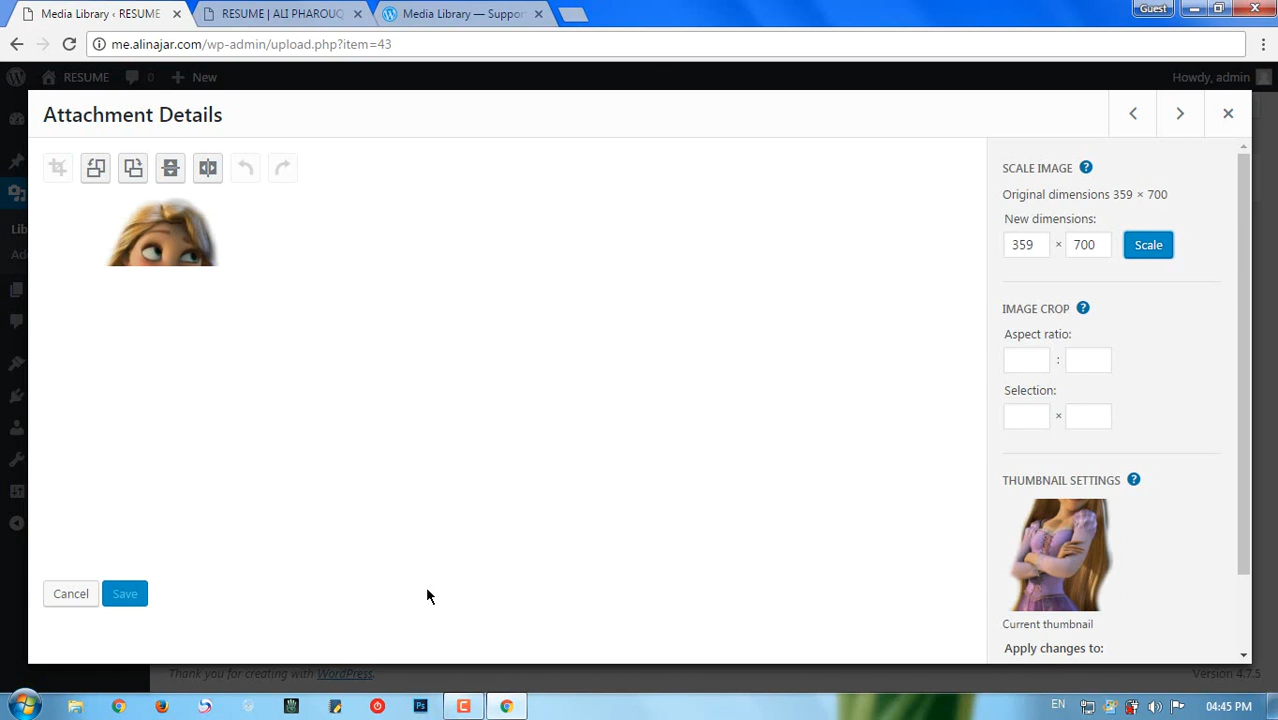 Media Library ‹ RESUME
RESUME | ALI PHAROUQ
Media Library — Suppor
Guest
me.alinajar.com/wp-admin/upload.php?item=43
RESUME
0
New
Howdy, admin
Attachment Details
Lib
Ad
SCALE IMAGE ?
Original dimensions 359 × 700
New dimensions:
359 × 700 Scale
IMAGE CROP ?
Aspect ratio:
:
Selection:
×
THUMBNAIL SETTINGS ?
Current thumbnail
Apply changes to:
Cancel
Save
Thank you for creating with WordPress.
Version 4.7.5
Ps
EN
04:45 PM